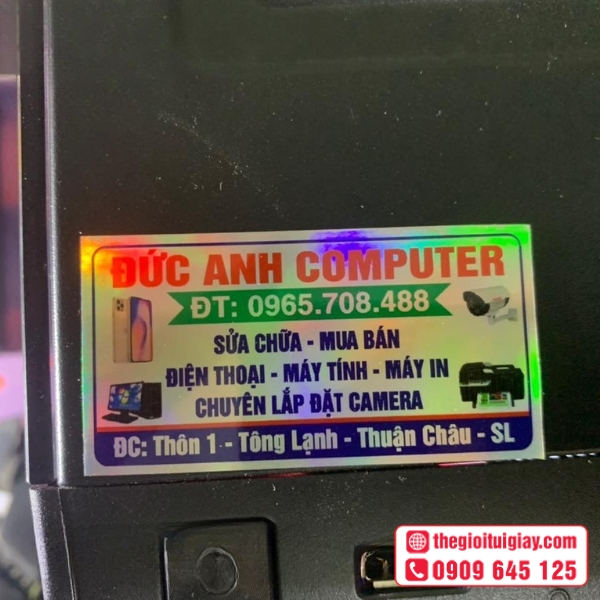 ĐỨC ANH COMPUTER
ĐT: 0965.708.488
SỬA CHỮA - MUA BÁN
ĐIỆN THOẠI - MÁY TÍNH - MÁY IN
CHUYÊN LẮP ĐẶT CAMERA
ĐC: Thôn 1 - Tông Lạnh - Thuận Châu - SL
thegioituigiay.com
0909 645 125